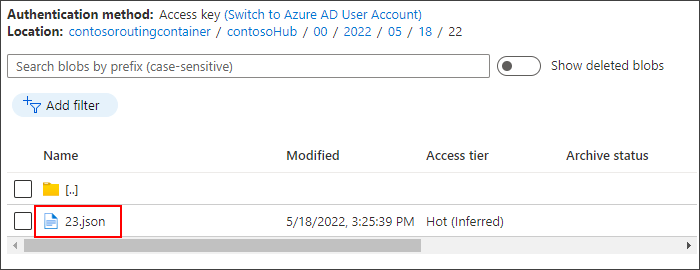 Authentication method: Access key (Switch to Azure AD User Account)
Location: contosoroutingcontainer / contosoHub / 00 / 2022 / 05 / 18 / 22
Search blobs by prefix (case-sensitive)
Show deleted blobs
Add filter
Name Modified Access tier Archive status
[..]
23.json 5/18/2022, 3:25:39 PM Hot (Inferred)